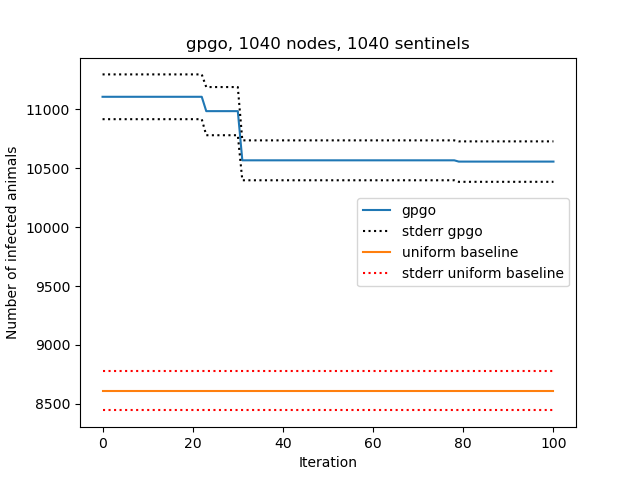 gpgo, 1040 nodes, 1040 sentinels
Number of infected animals
11000
10500
10000
9500
9000
8500
gpgo
stderr gpgo
uniform baseline
stderr uniform baseline
0 20 40 60 80 100
Iteration